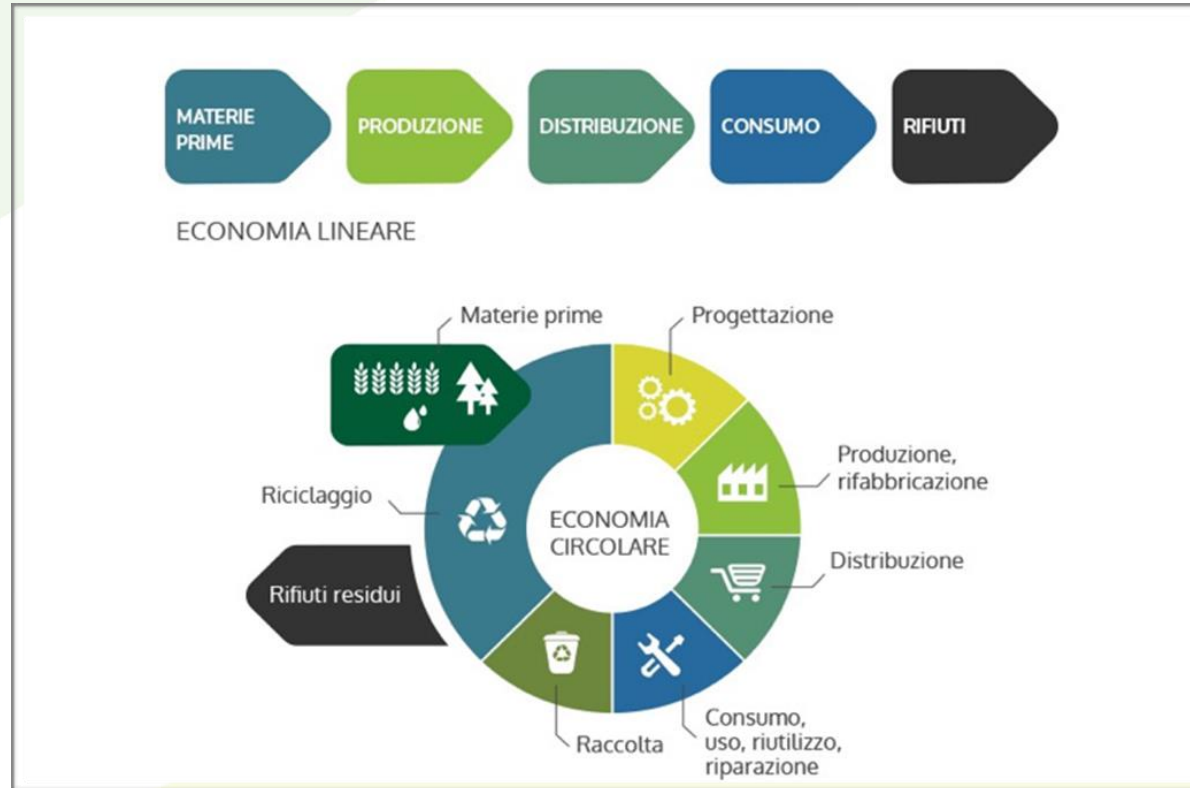 MATERIE
PRIME
PRODUZIONE
DISTRIBUZIONE
CONSUMO
RIFIUTI
ECONOMIA LINEARE
Materie prime
Progettazione
Produzione,
rifabbricazione
Riciclaggio
ECONOMIA
CIRCOLARE
Distribuzione
Rifiuti residui
Consumo,
uso, riutilizzo,
riparazione
Raccolta